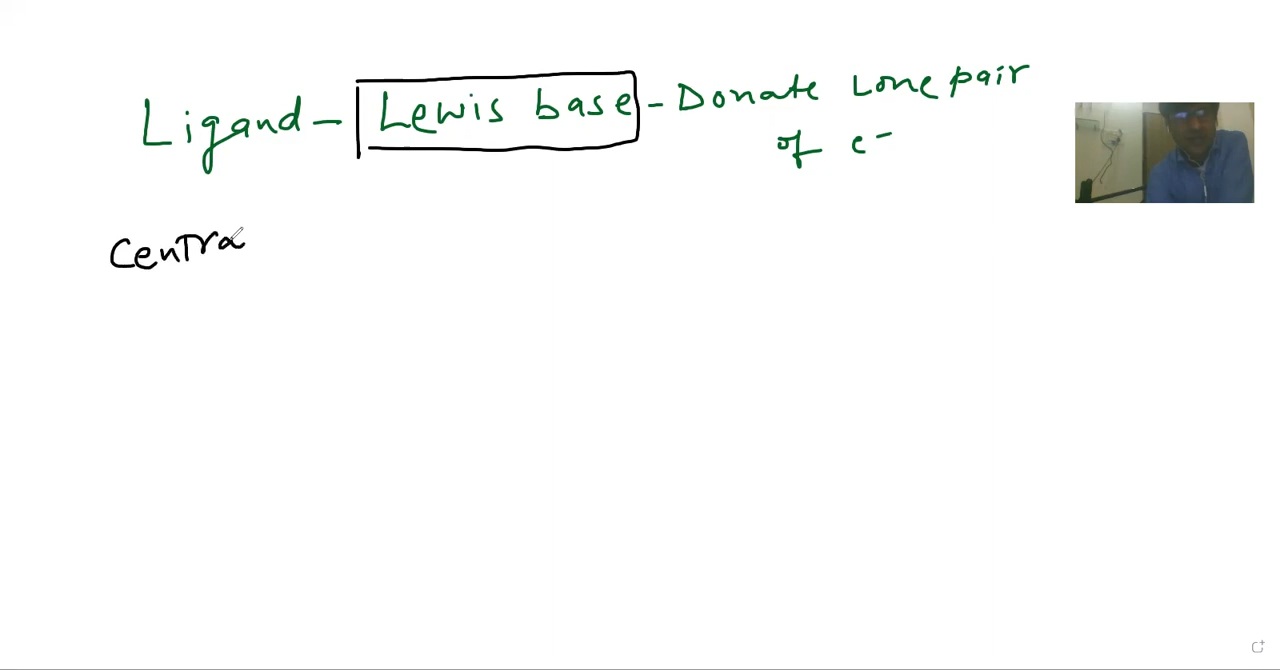 Ligand - Lewis base - Donate Lone pair
of e-
Centra